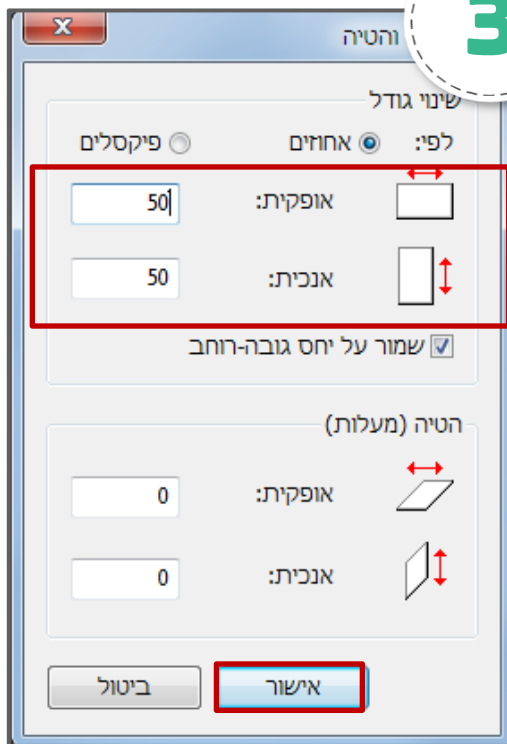 3
והטיה
שינוי גודל
לפי: אחוזים פיקסלים
אופקית: 50
אנכית: 50
שמור על יחס גובה-רוחב
הטיה (מעלות)
אופקית: 0
אנכית: 0
אישור ביטול